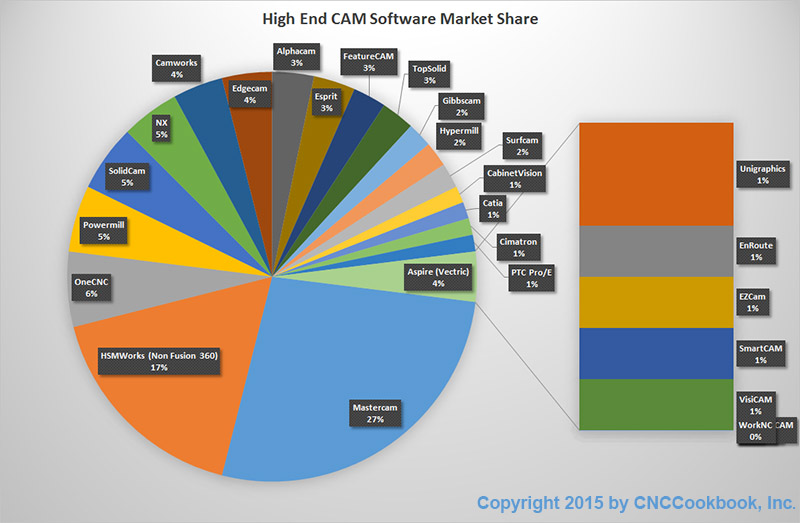 High End CAM Software Market Share
Alphacam
3%
Esprit
3%
FeatureCAM
3%
TopSolid
3%
Gibbscam
2%
Hypermill
2%
Surfcam
2%
CabinetVision
1%
Catia
1%
Cimatron
1%
PTC Pro/E
1%
Aspire (Vectric)
4%
Mastercam
27%
HSMWorks (Non Fusion 360)
17%
OneCNC
6%
Powermill
5%
SolidCam
5%
NX
5%
Camworks
4%
Edgecam
4%
Unigraphics
1%
EnRoute
1%
EZCam
1%
SmartCAM
1%
VisiCAM
1%
WorkNC
CAM
0%
Copyright 2015 by CNCCookbook, Inc.